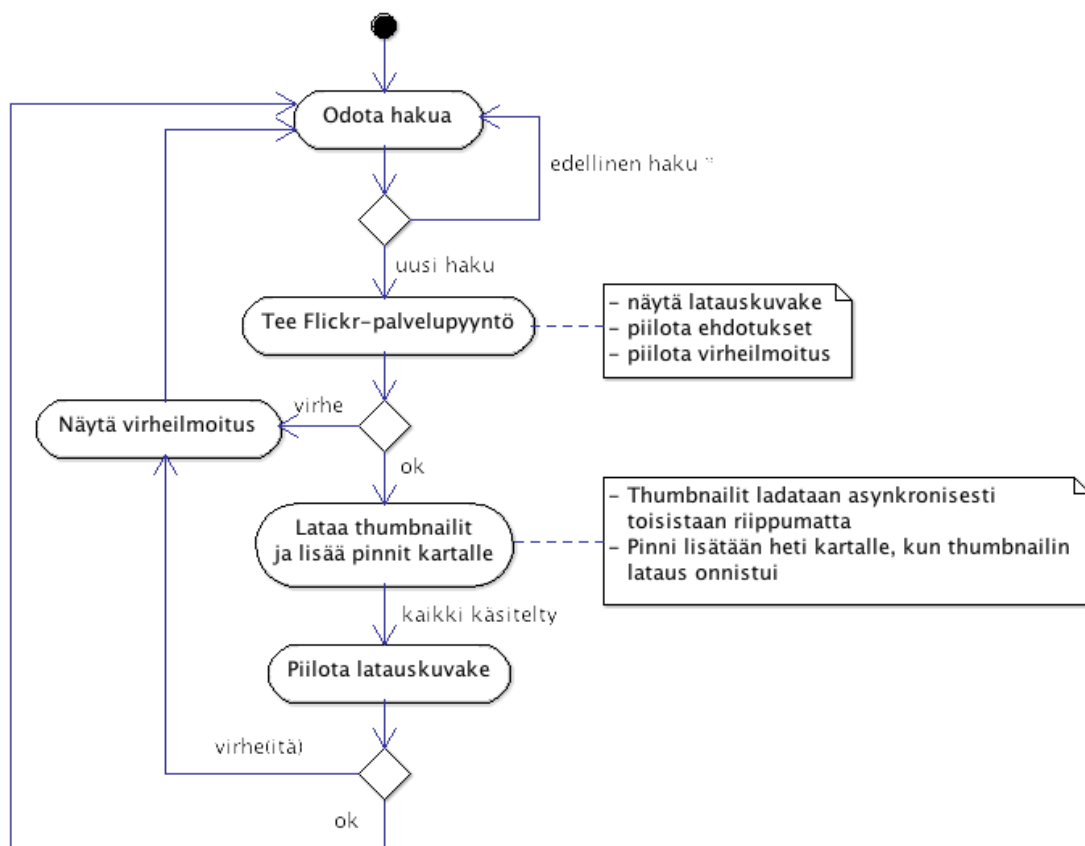 Odota hakua
edellinen haku *
uusi haku
Tee Flickr-palvelupyyntö
- näytä latauskuvake
- piilota ehdotukset
- piilota virheilmoitus
virhe
Näytä virheilmoitus
ok
Lataa thumbnailit
ja lisää pinnit kartalle
- Thumbnailit ladataan asynkronisesti
toisistaan riippumatta
- Pinni lisätään heti kartalle, kun thumbnailin
lataus onnistui
kaikki käsitelty
Piilota latauskuvake
virhe(itä)
ok